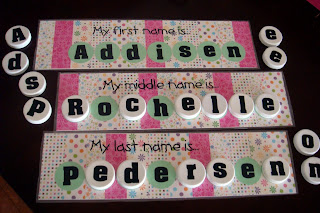 My first name is...
Addisen
My middle name is...
Rochelle
My last name is...
pedersen
A
d
s
p
e
e
o
n